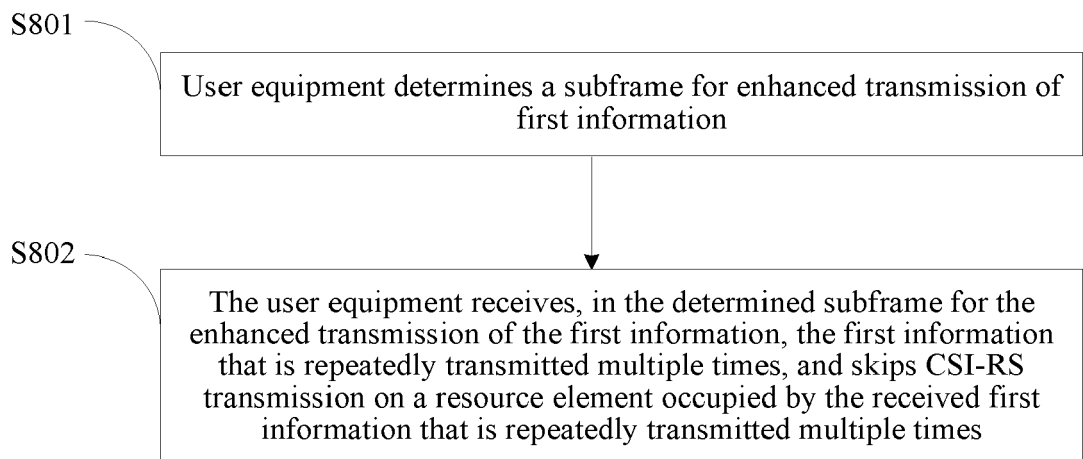 S801
User equipment determines a subframe for enhanced transmission of
first information
S802
The user equipment receives, in the determined subframe for the
enhanced transmission of the first information, the first information
that is repeatedly transmitted multiple times, and skips CSI-RS
transmission on a resource element occupied by the received first
information that is repeatedly transmitted multiple times